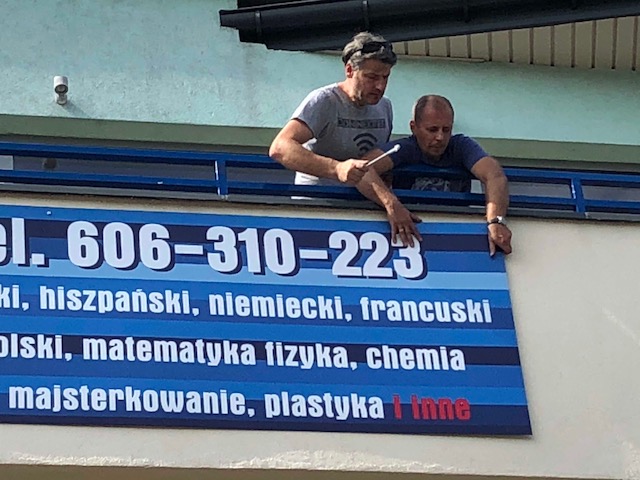 el. 606-310-223
ki, hiszpański, niemiecki, francuski
olski, matematyka fizyka, chemia
majsterkowanie, plastyka i inne